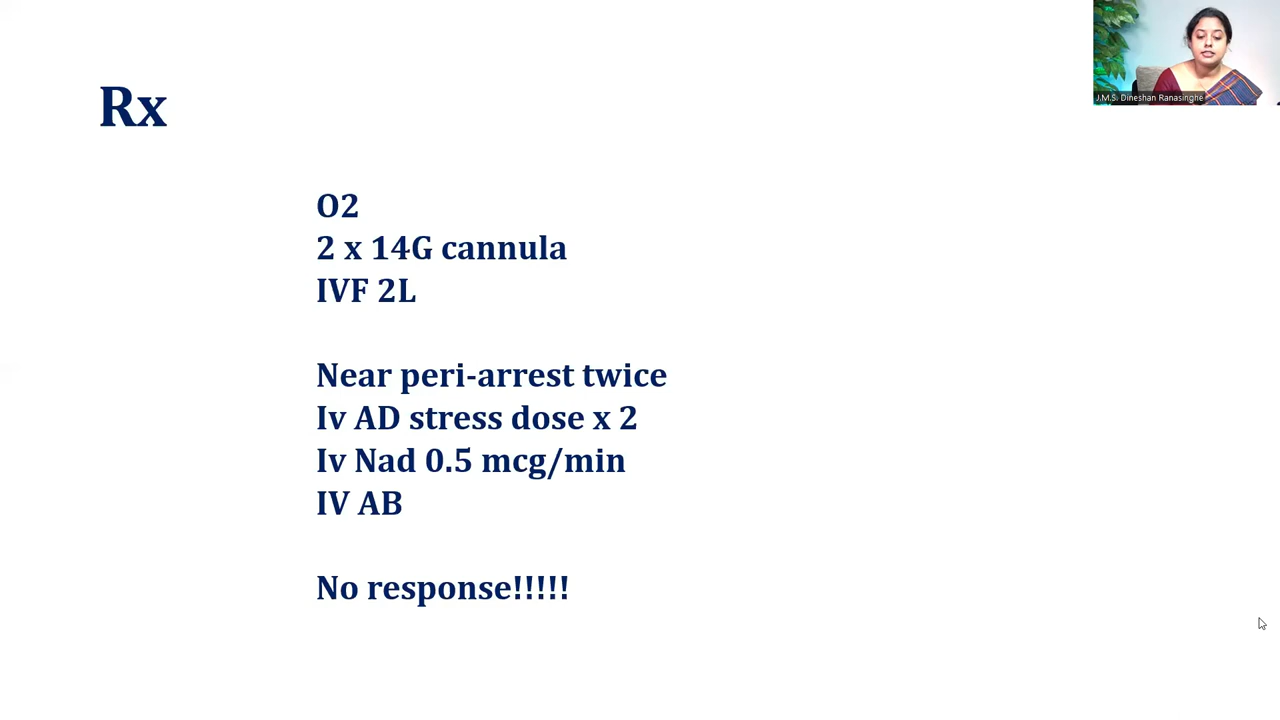 Rx
J.M.S. Dineshan Ranasinghe
O2
2 x 14G cannula
IVF 2L
Near peri-arrest twice
Iv AD stress dose x 2
Iv Nad 0.5 mcg/min
IV AB
No response!!!!!